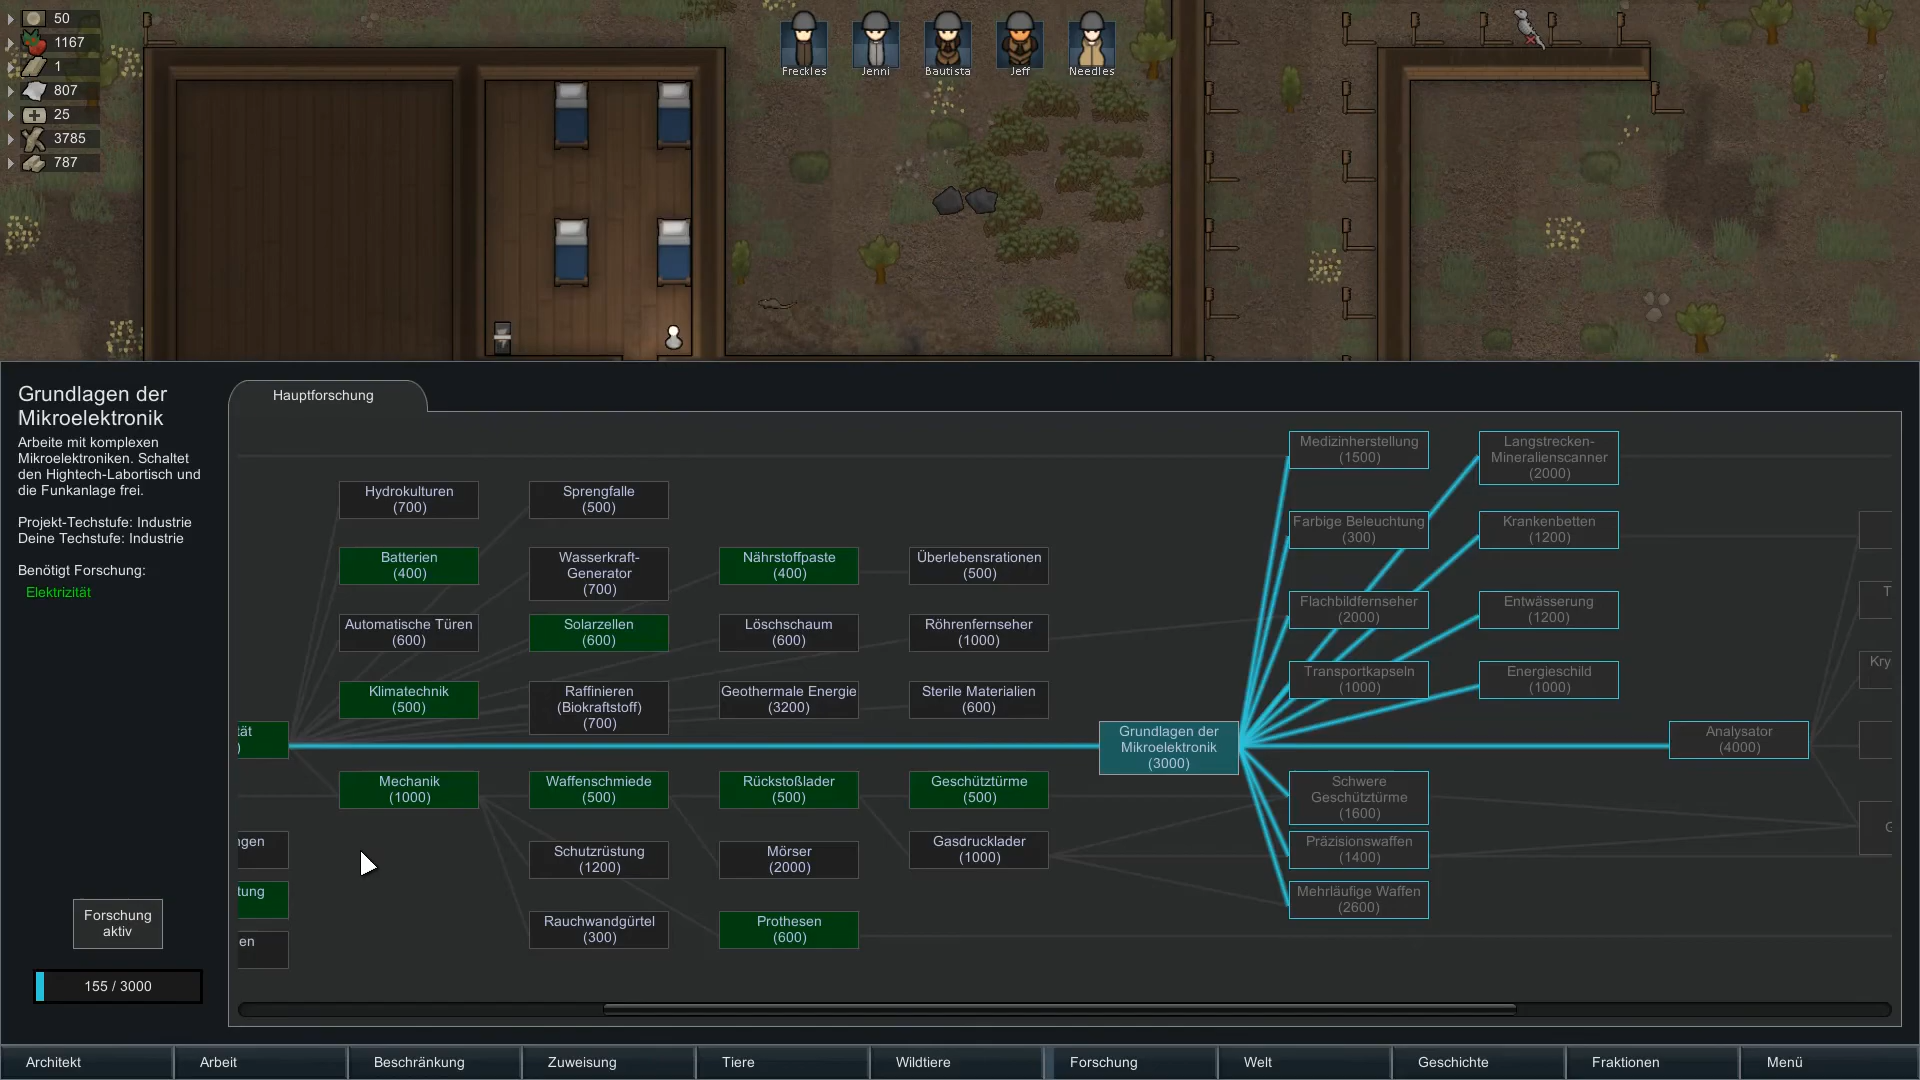 50
1167
1
807
25
3785
787
Freckles
Jenni
Bautista
Jeff
Needles
Grundlagen der
Mikroelektronik
Arbeite mit komplexen
Mikroelektroniken. Schaltet
den Hightech-Labortisch und
die Funkanlage frei.
Projekt-Techstufe: Industrie
Deine Techstufe: Industrie
Benötigt Forschung:
Elektrizität
Forschung
aktiv
155 / 3000
Hauptforschung
Medizinherstellung
(1500)
Langstrecken-
Mineralienscanner
(2000)
Hydrokulturen
(700)
Sprengfalle
(500)
Farbige Beleuchtung
(300)
Krankenbetten
(1200)
Batterien
(400)
Wasserkraft-
Generator
(700)
Nährstoffpaste
(400)
Überlebensrationen
(500)
Flachbildfernseher
(2000)
Entwässerung
(1200)
T
Automatische Türen
(600)
Solarzellen
(600)
Löschschaum
(600)
Röhrenfernseher
(1000)
Transportkapseln
(1000)
Energieschild
(1000)
Kry
Klimatechnik
(500)
Raffinieren
(Biokraftstoff)
(700)
Geothermale Energie
(3200)
Sterile Materialien
(600)
tät
)
Grundlagen der
Mikroelektronik
(3000)
Analysator
(4000)
Mechanik
(1000)
Waffenschmiede
(500)
Rückstoßlader
(500)
Geschütztürme
(500)
Schwere
Geschütztürme
(1600)
G
ngen
Schutzrüstung
(1200)
Mörser
(2000)
Gasdrucklader
(1000)
Präzisionswaffen
(1400)
tung
Mehrläufige Waffen
(2600)
en
Rauchwandgürtel
(300)
Prothesen
(600)
Architekt
Arbeit
Beschränkung
Zuweisung
Tiere
Wildtiere
Forschung
Welt
Geschichte
Fraktionen
Menü